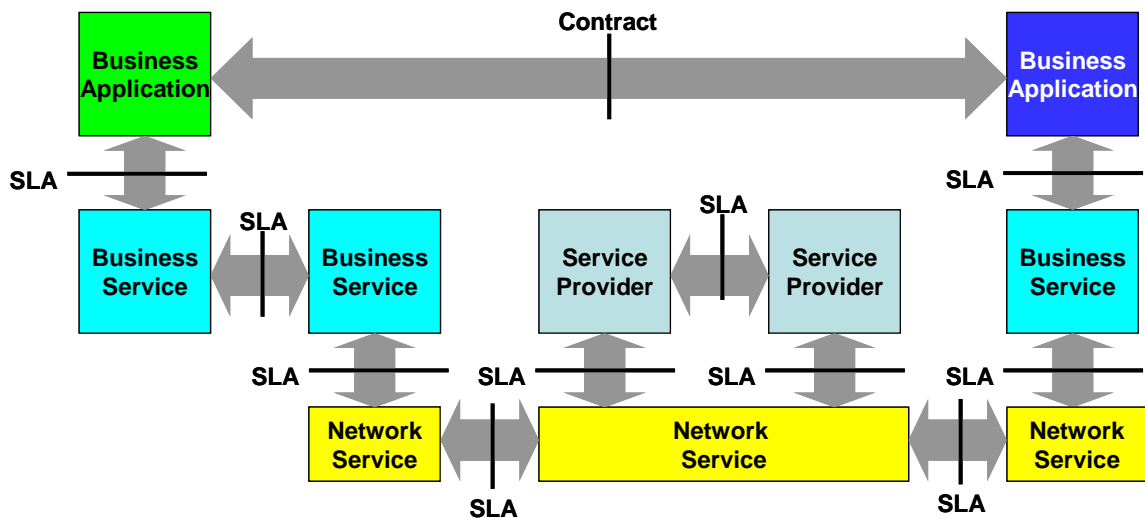 Contract
Business
Application
Business
Application
SLA
SLA
Business
Service
SLA
Business
Service
Service
Provider
SLA
Service
Provider
Business
Service
SLA
SLA
SLA
SLA
Network
Service
SLA
Network
Service
SLA
Network
Service